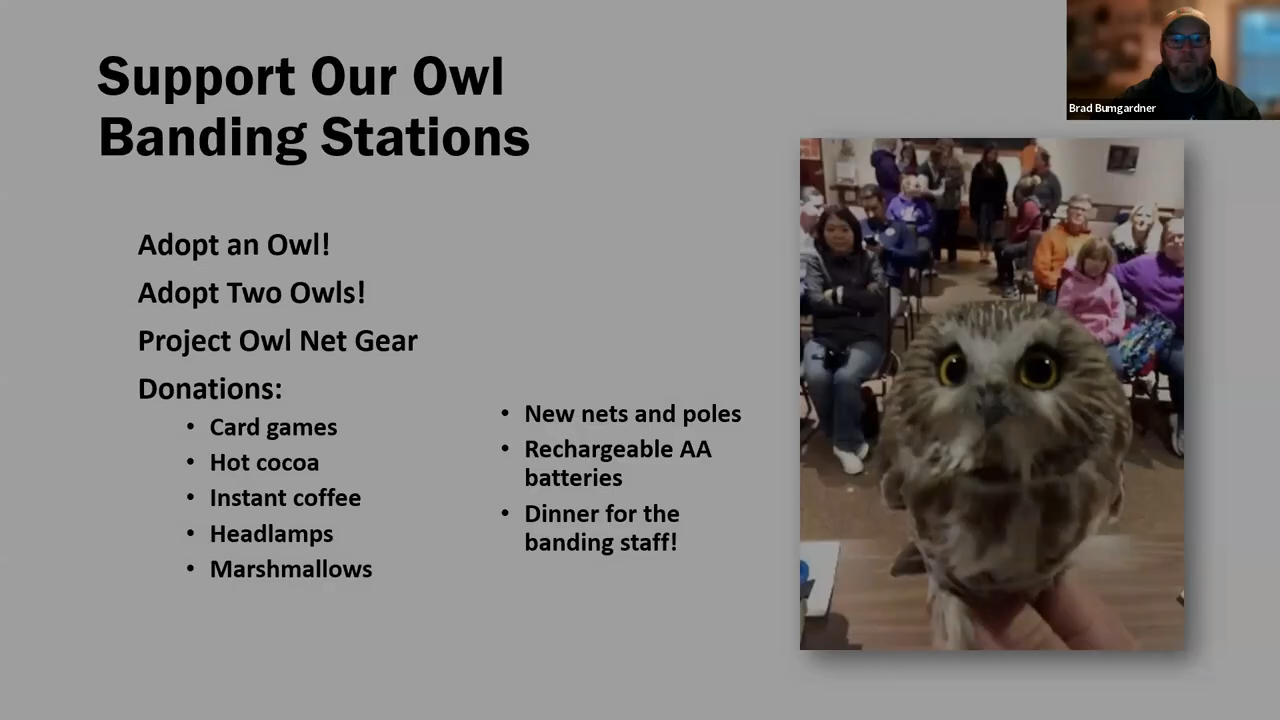 Support Our Owl
Banding Stations
Brad Bumgardner
Adopt an Owl!
Adopt Two Owls!
Project Owl Net Gear
Donations:
• Card games
• Hot cocoa
• Instant coffee
• Headlamps
• Marshmallows
• New nets and poles
• Rechargeable AA
batteries
• Dinner for the
banding staff!